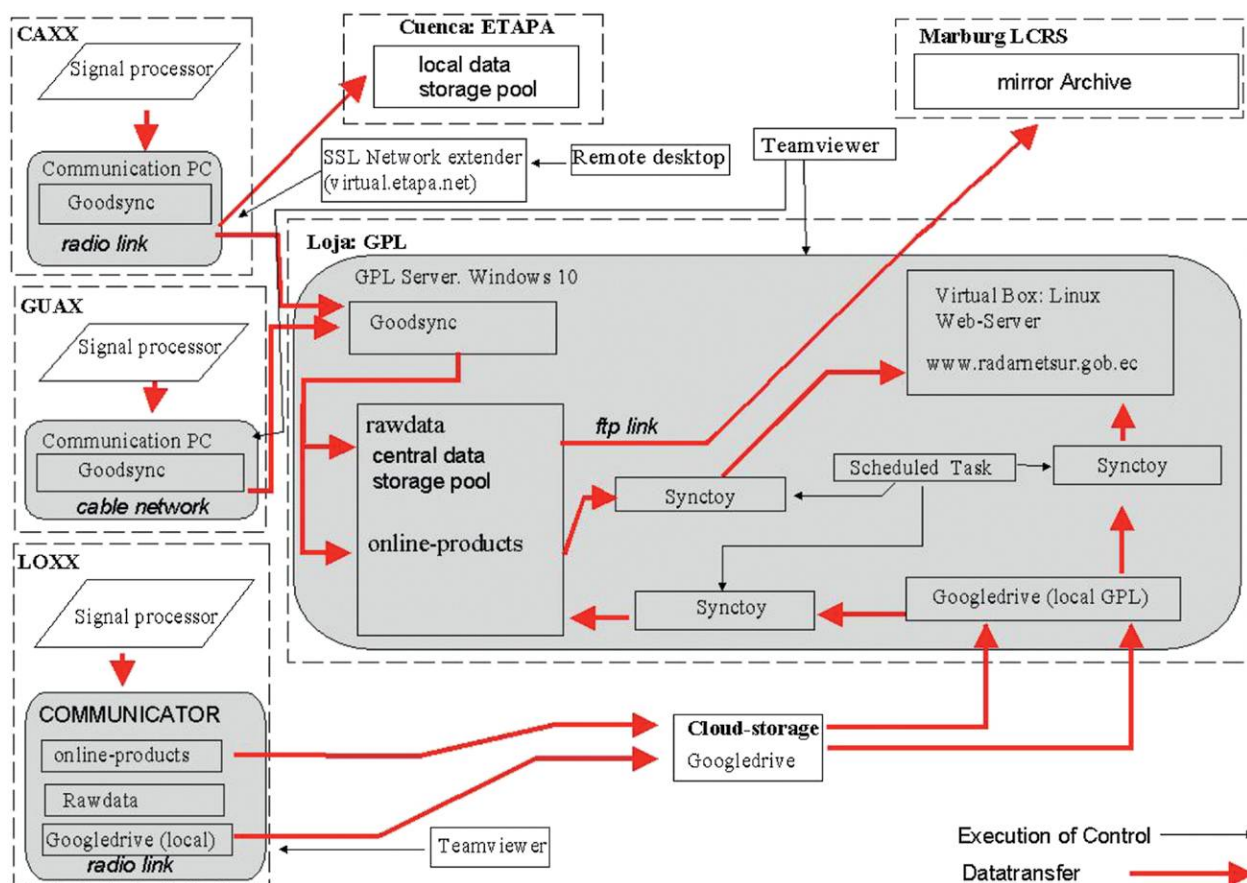 CAXX
Signal processor
Communication PC
Goodsync
radio link
Cuenca: ETAPA
local data
storage pool
SSL Network extender
(virtual.etapa.net)
Remote desktop
Teamviewer
Marburg LCRS
mirror Archive
GUAX
Signal processor
Communication PC
Goodsync
cable network
Loja: GPL
GPL Server. Windows 10
Goodsync
rawdata
central data
storage pool
online-products
ftp link
Synctoy
Scheduled Task
Synctoy
Synctoy
Virtual Box: Linux
Web-Server
www.radarnetsur.gob.ec
Googledrive (local GPL)
LOXX
Signal processor
COMMUNICATOR
online-products
Rawdata
Googledrive (local)
radio link
Teamviewer
Cloud-storage
Googledrive
Execution of Control
Datatransfer